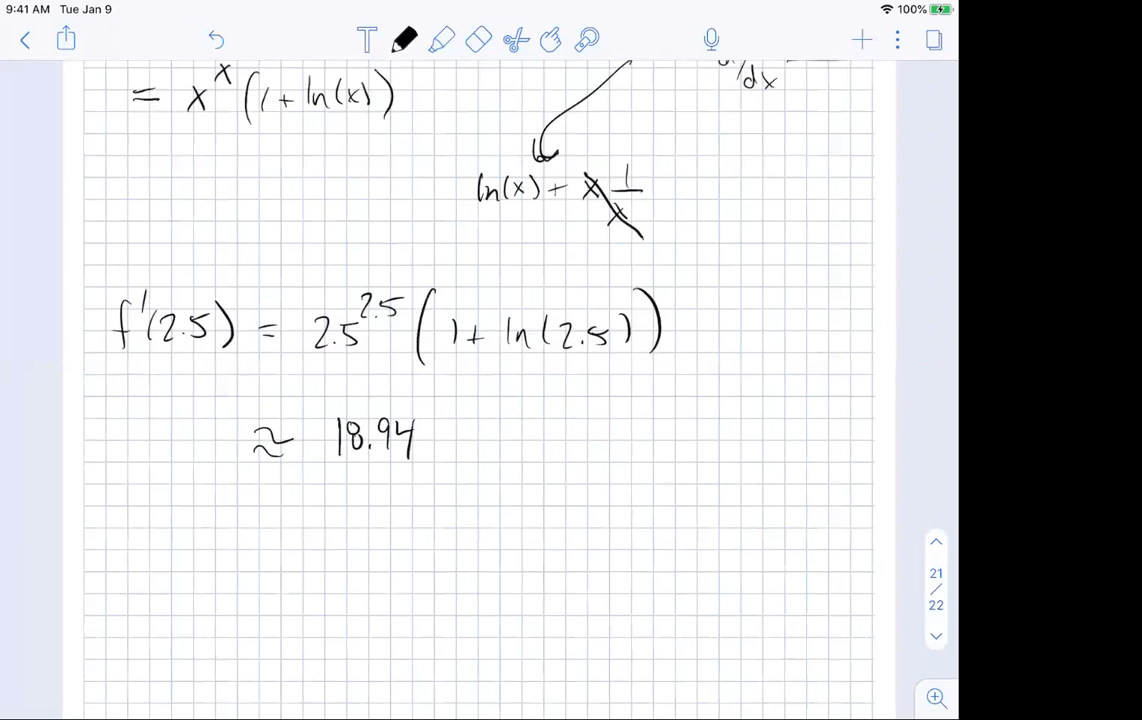 9:41 AM Tue Jan 9 100%
T
d/dx
= x^x (1 + ln(x))
ln(x) + x 1/x
f'(2.5) = 2.5^2.5 (1 + ln(2.5))
≈ 18.94
21
/
22